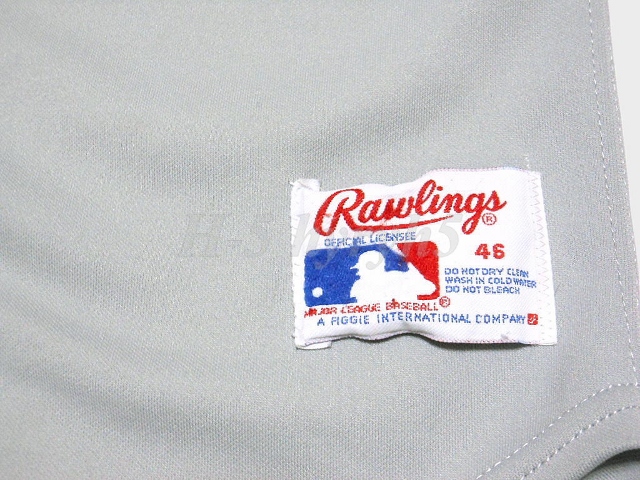 Rawlings®
OFFICIAL LICENSEE
46
DO NOT DRY CLEAN
WASH IN COLD WATER
DO NOT BLEACH
MAJOR LEAGUE BASEBALL®
A FIGGIE INTERNATIONAL COMPANY